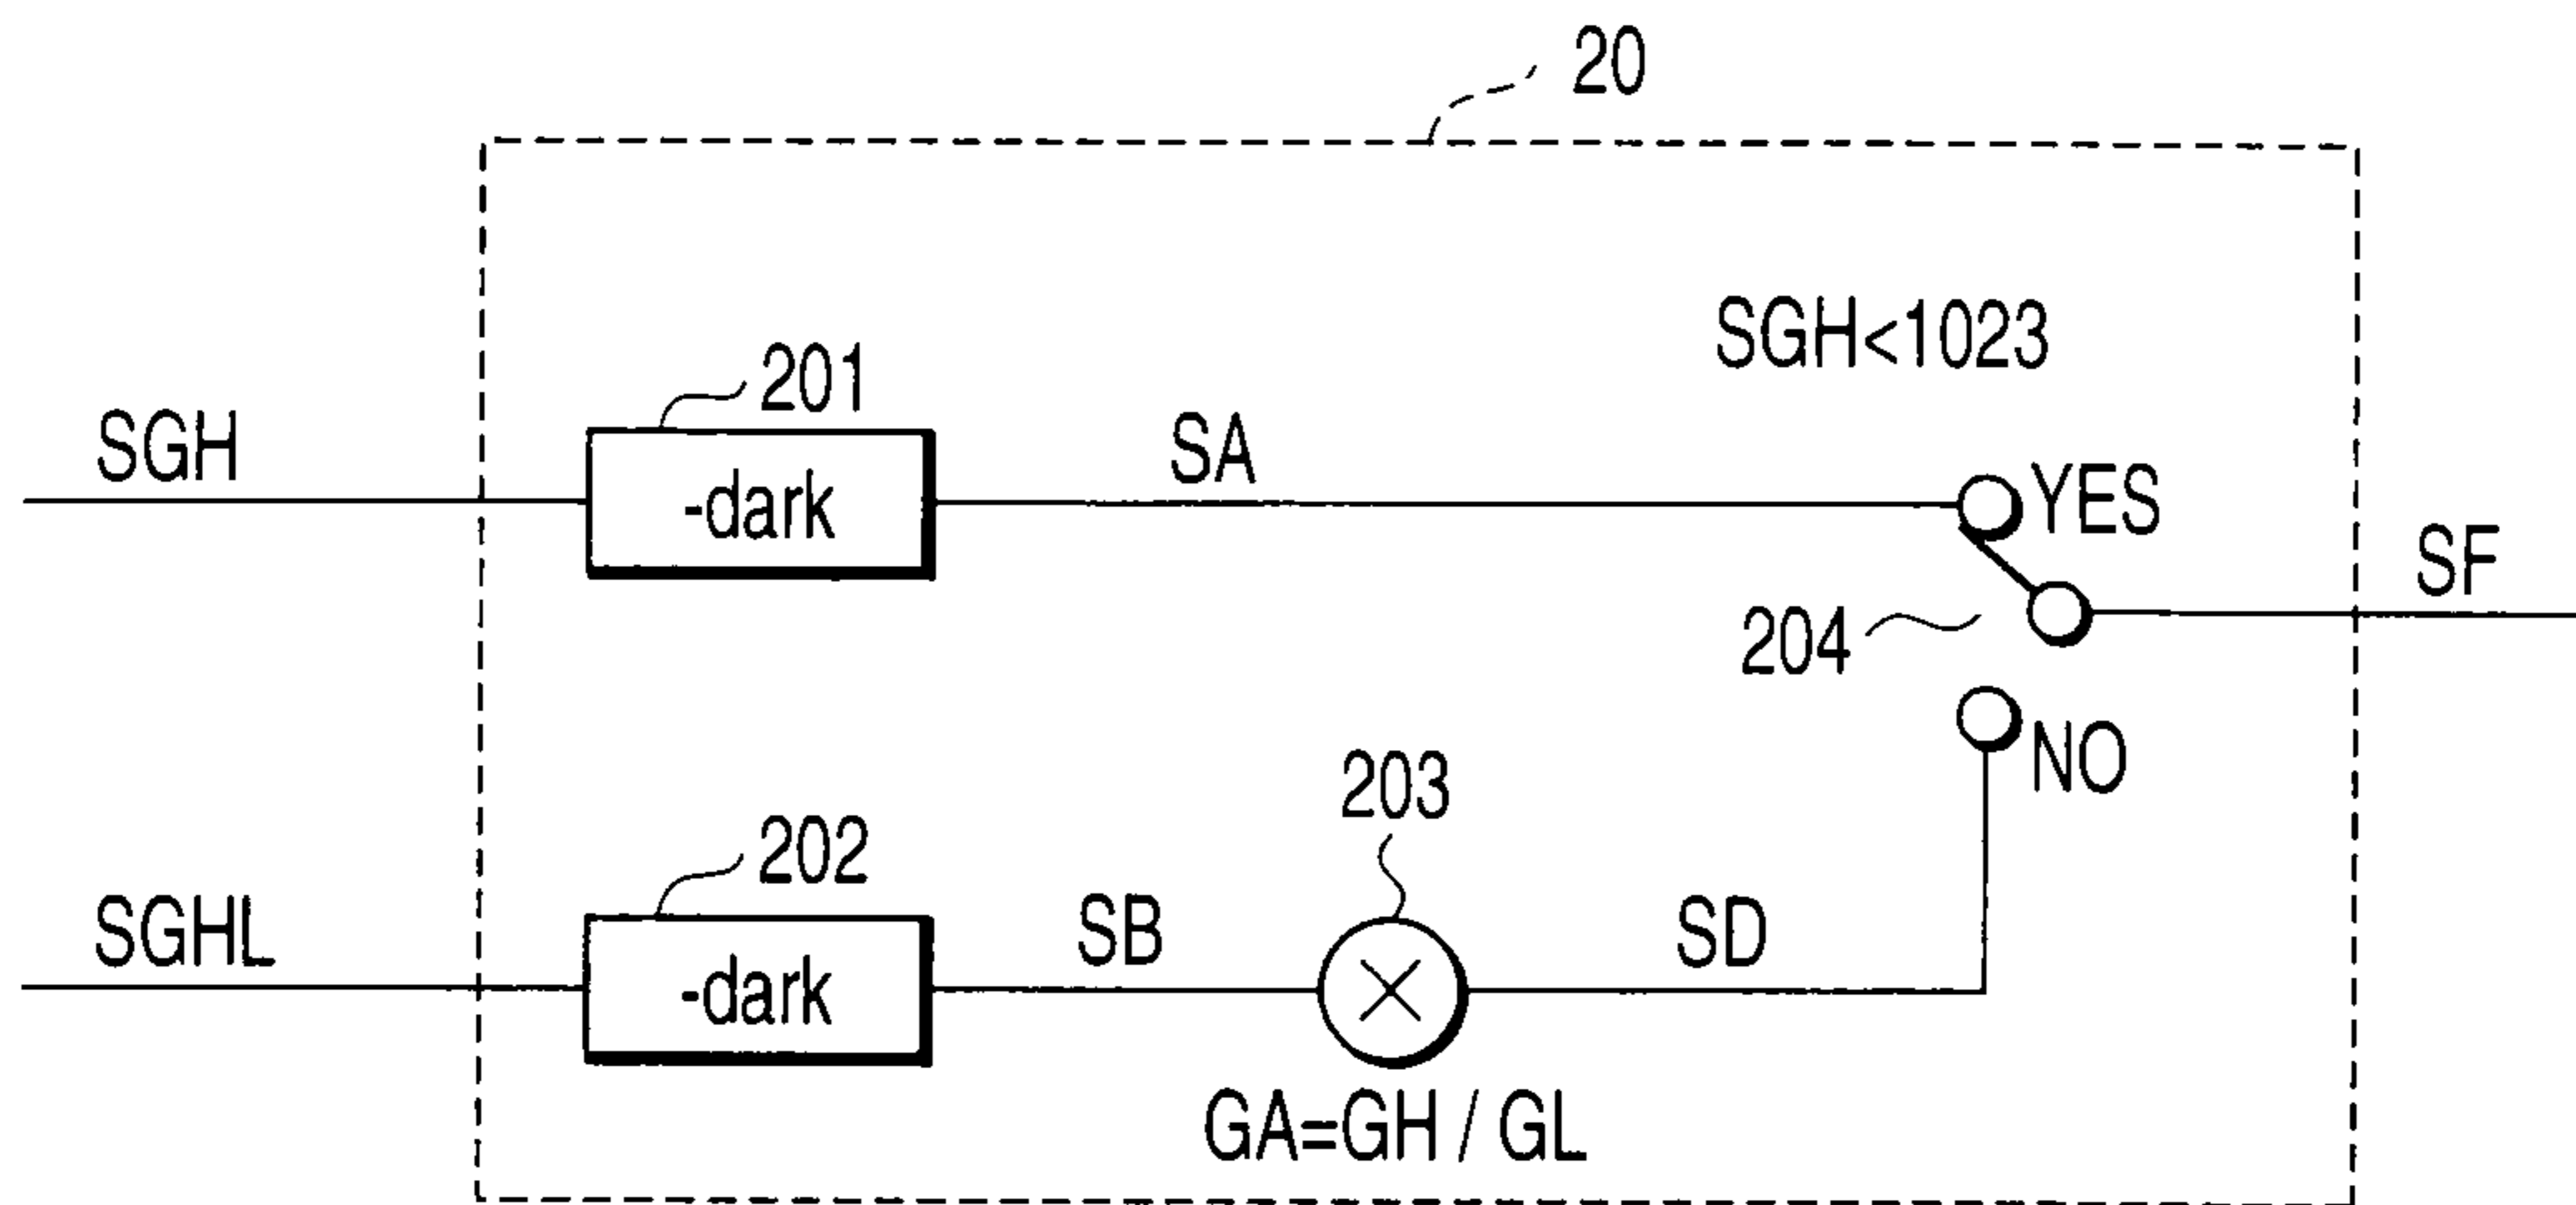 20
SGH<1023
201
SGH
-dark
SA
YES
SF
204
NO
203
202
SGHL
-dark
SB
SD
GA=GH / GL